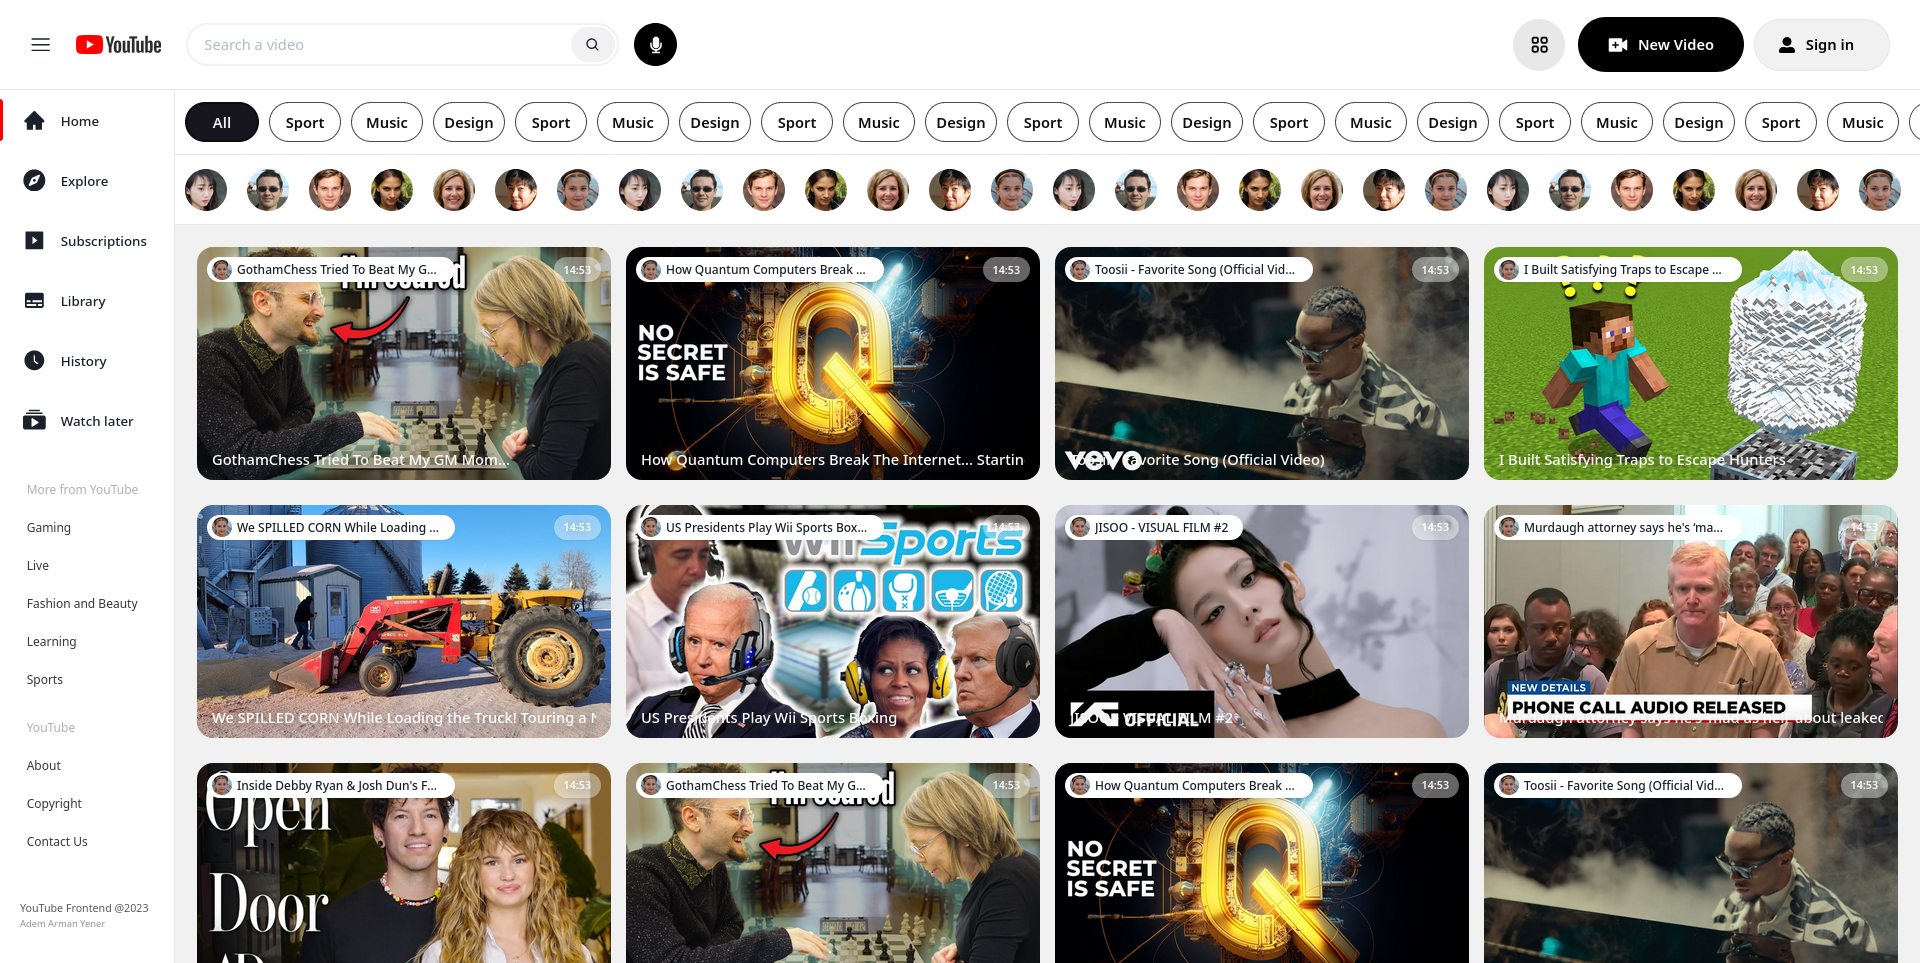 YouTube
Search a video
New Video
Sign in
Home
Explore
Subscriptions
Library
History
Watch later
More from YouTube
Gaming
Live
Fashion and Beauty
Learning
Sports
YouTube
About
Copyright
Contact Us
YouTube Frontend @2023
Adem Arman Yener
All Sport Music Design Sport Music Design Sport Music Design Sport Music Design Sport Music Design Sport Music Design Sport Music
GothamChess Tried To Beat My G...
14:53
I'm scared
GothamChess Tried To Beat My GM Mom...
How Quantum Computers Break ...
14:53
NO
SECRET
IS SAFE
How Quantum Computers Break The Internet... Startin
Toosii - Favorite Song (Official Vid...
14:53
vevo
Toosii - Favorite Song (Official Video)
I Built Satisfying Traps to Escape ...
14:53
I Built Satisfying Traps to Escape Hunters
We SPILLED CORN While Loading ...
14:53
We SPILLED CORN While Loading the Truck! Touring a N
US Presidents Play Wii Sports Box...
14:53
Wii Sports
US Presidents Play Wii Sports Boxing
JISOO - VISUAL FILM #2
14:53
OFFICIAL
JISOO - VISUAL FILM #2
Murdaugh attorney says he's 'ma...
14:53
NEW DETAILS
PHONE CALL AUDIO RELEASED
Murdaugh attorney says he's 'mad as hell' about leaked
Inside Debby Ryan & Josh Dun's F...
14:53
Open
Door
GothamChess Tried To Beat My G...
14:53
I'm scared
How Quantum Computers Break ...
14:53
NO
SECRET
IS SAFE
Toosii - Favorite Song (Official Vid...
14:53